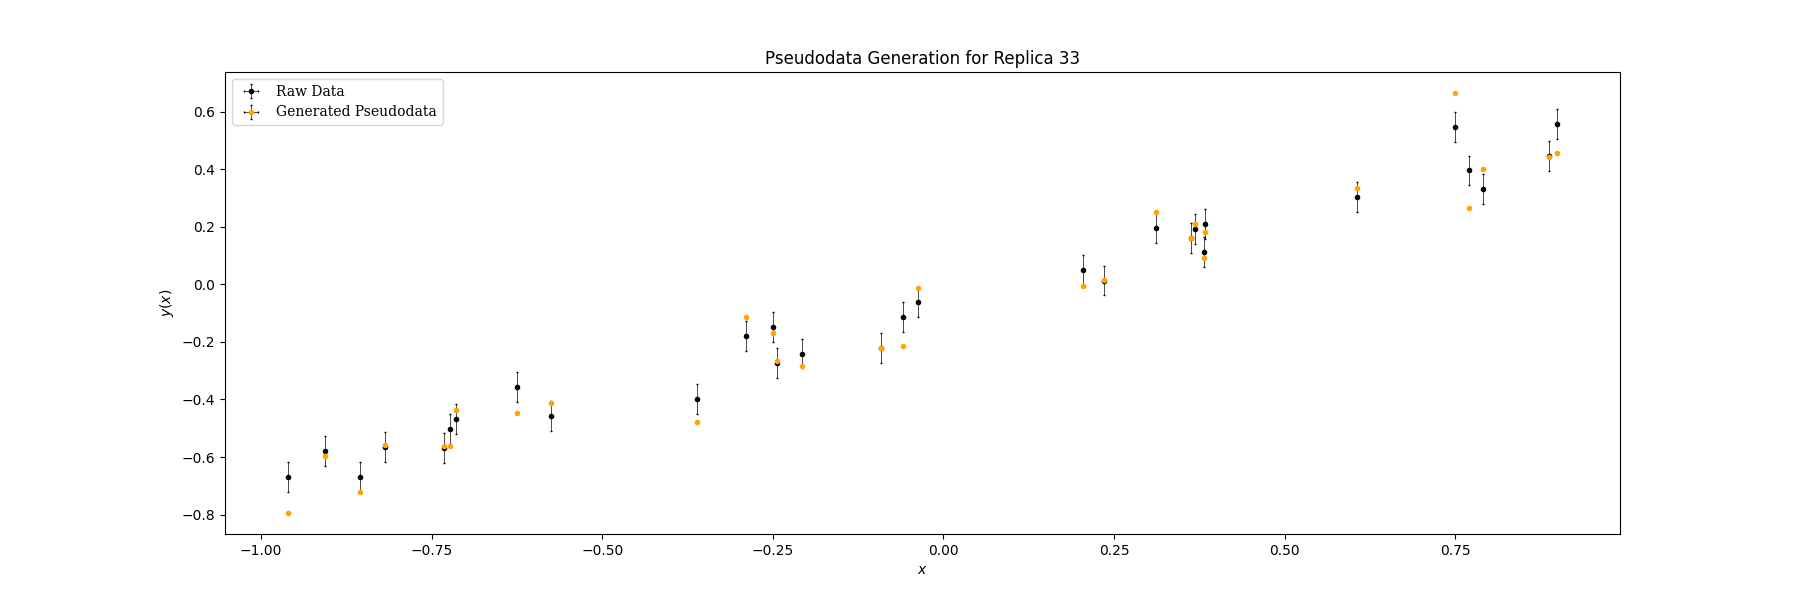 Pseudodata Generation for Replica 33
Raw Data
Generated Pseudodata
y(x)
0.6
0.4
0.2
0.0
−0.2
−0.4
−0.6
−0.8
−1.00 −0.75 −0.50 −0.25 0.00 0.25 0.50 0.75
x